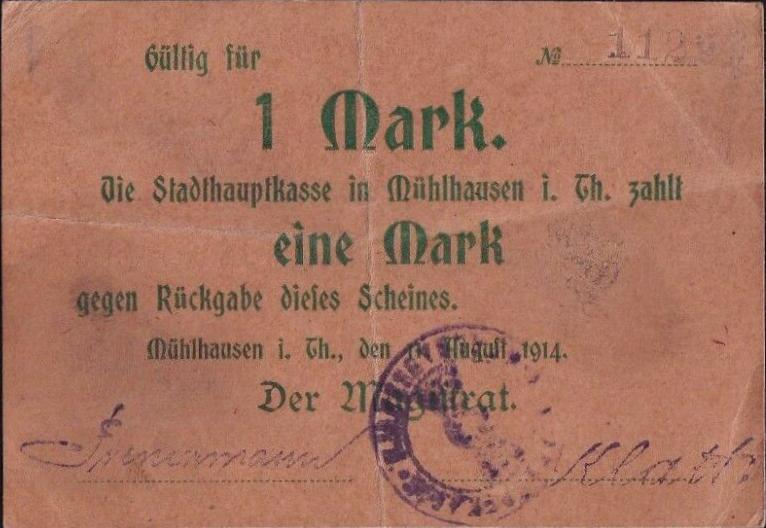 Gültig für
№ 112
1 Mark.
Die Stadthauptkasse in Mühlhausen i. Th. zahlt
eine Mark
gegen Rückgabe dieses Scheines.
Mühlhausen i. Th., den August 1914.
Der Magistrat.